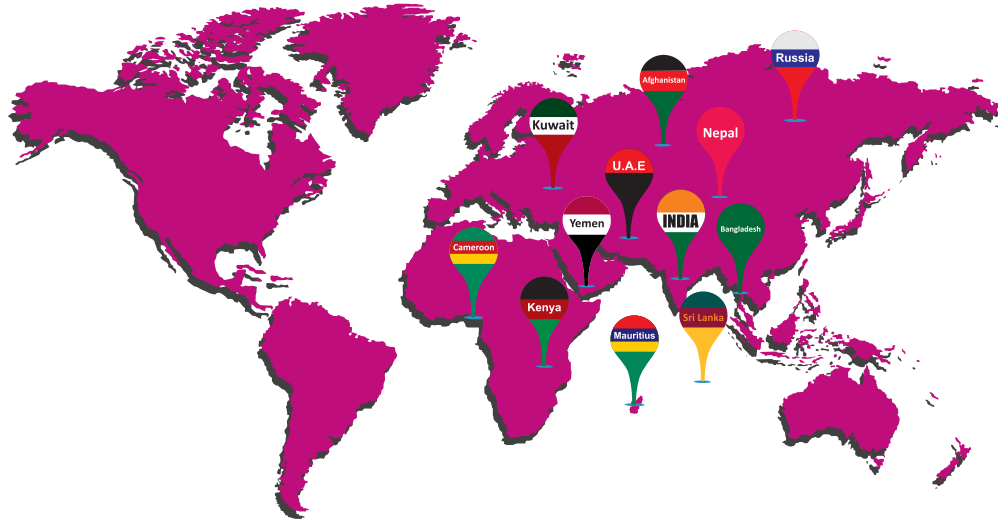 Russia
Afghanistan
Kuwait
Nepal
U.A.E
INDIA
Yemen
Bangladesh
Cameroon
Kenya
Sri Lanka
Mauritius